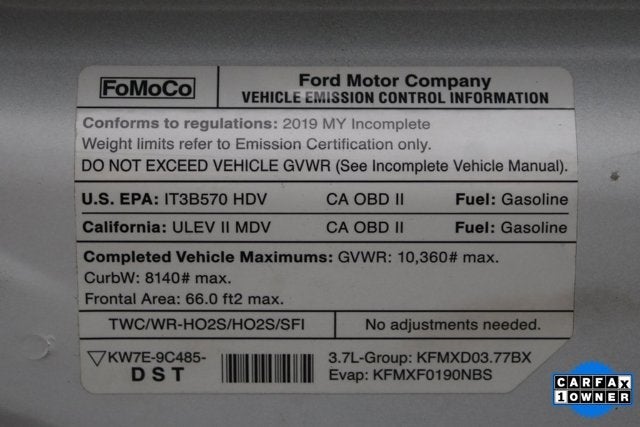 FoMoCo
Ford Motor Company
VEHICLE EMISSION CONTROL INFORMATION
Conforms to regulations: 2019 MY Incomplete
Weight limits refer to Emission Certification only.
DO NOT EXCEED VEHICLE GVWR (See Incomplete Vehicle Manual).
U.S. EPA: IT3B570 HDV CA OBD II Fuel: Gasoline
California: ULEV II MDV CA OBD II Fuel: Gasoline
Completed Vehicle Maximums: GVWR: 10,360# max.
CurbW: 8140# max.
Frontal Area: 66.0 ft2 max.
TWC/WR-HO2S/HO2S/SFI No adjustments needed.
KW7E-9C485-
DST
3.7L-Group: KFMXD03.77BX
Evap: KFMXF0190NBS
CARFAX
1 OWNER